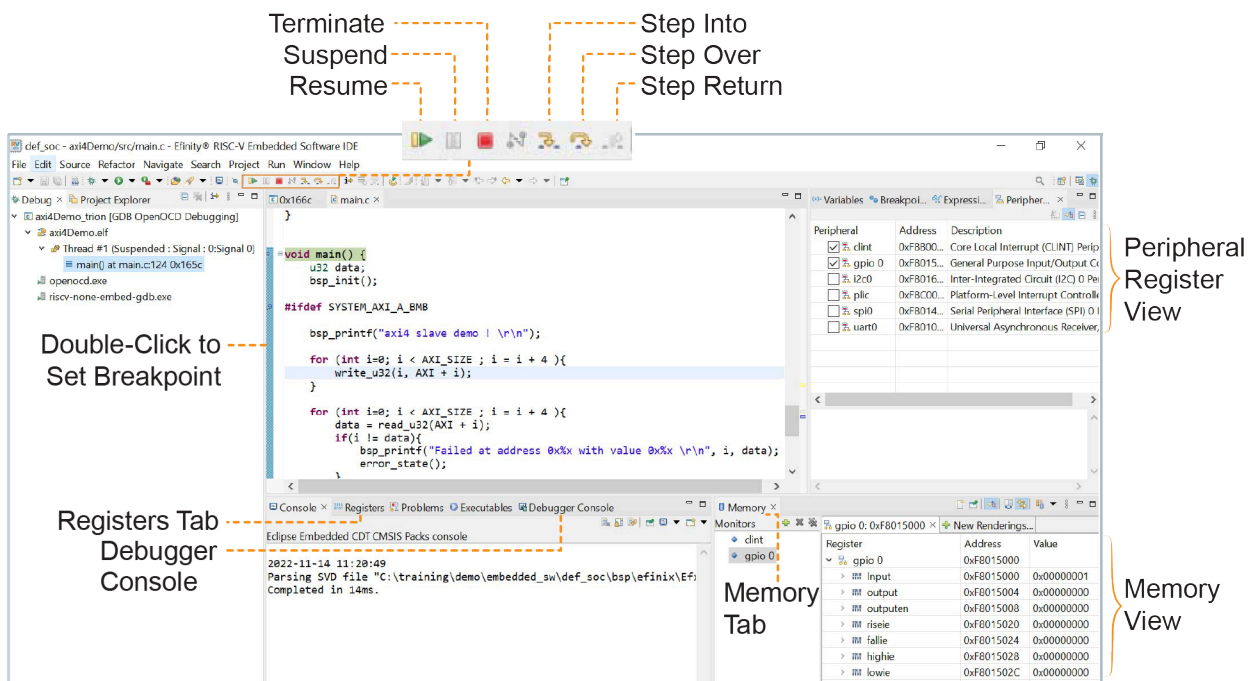 Terminate
Suspend
Resume
Step Into
Step Over
Step Return
def_soc - axi4Demo/src/main.c - Efinity® RISC-V Embedded Software IDE
File Edit Source Refactor Navigate Search Project Run Window Help
Debug
Project Explorer
axi4Demo_trion [GDB OpenOCD Debugging]
axi4Demo.elf
Thread #1 (Suspended : Signal : 0:Signal 0)
main() at main.c:124 0x165c
openocd.exe
riscv-none-embed-gdb.exe
Double-Click to
Set Breakpoint
0x166c
main.c
}
void main() {
u32 data;
bsp_init();
#ifdef SYSTEM_AXI_A_BMB
bsp_printf("axi4 slave demo ! \r\n");
for (int i=0; i < AXI_SIZE ; i = i + 4 ){
write_u32(i, AXI + i);
}
for (int i=0; i < AXI_SIZE ; i = i + 4 ){
data = read_u32(AXI + i);
if(i != data){
bsp_printf("Failed at address 0x%x with value 0x%x \r\n", i, data);
error_state();
}
Variables Breakpoi... Expressi... Peripher...
Peripheral Address Description
clint 0xF8B00... Core Local Interrupt (CLINT) Perip
gpio 0 0xF8015... General Purpose Input/Output Co
i2c0 0xF8016... Inter-Integrated Circuit (I2C) 0 Pe
plic 0xF8C00... Platform-Level Interrupt Controlle
spi0 0xF8014... Serial Peripheral Interface (SPI) 0
uart0 0xF8010... Universal Asynchronous Receiver,
Peripheral
Register
View
Registers Tab
Debugger
Console
Console Registers Problems Executables Debugger Console
Eclipse Embedded CDT CMSIS Packs console
2022-11-14 11:20:49
Parsing SVD file "C:\training\demo\embedded_sw\def_soc\bsp\efinix\Ef
Completed in 14ms.
Memory
Monitors
clint
gpio 0
Memory
Tab
gpio 0: 0xF8015000
New Renderings...
Register Address Value
gpio 0 0xF8015000
Input 0xF8015000 0x00000001
output 0xF8015004 0x00000000
outputen 0xF8015008 0x00000000
riseie 0xF8015020 0x00000000
fallie 0xF8015024 0x00000000
highie 0xF8015028 0x00000000
lowie 0xF801502C 0x00000000
Memory
View